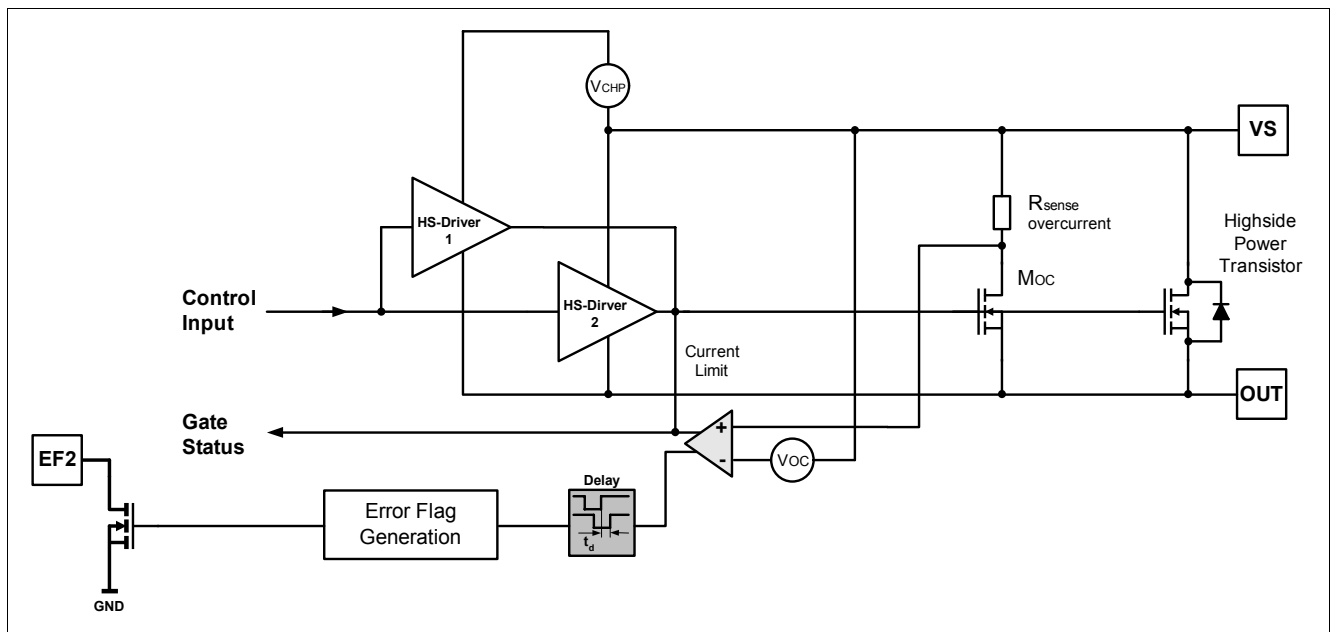 VCHP
VS
HS-Driver
1
Rsense
overcurrent
Highside
Power
Transistor
MOC
Control
Input
HS-Dirver
2
Current
Limit
OUT
Gate
Status
+
-
VOC
EF2
Delay
td
Error Flag
Generation
GND